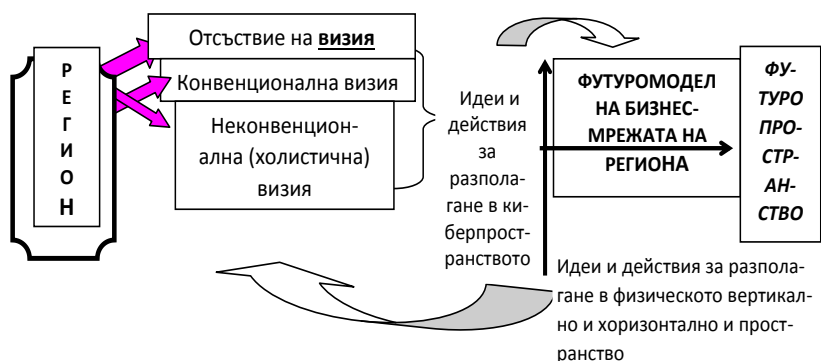 РЕГИОН
Отсъствие на визия
Конвенционална визия
Неконвенцион-
ална (холистична)
визия
Идеи и
действия
за
разпола-
гане в ки-
берпрост-
ранството
ФУТУРОМОДЕЛ
НА БИЗНЕС-
МРЕЖАТА НА
РЕГИОНА
ФУ-
ТУРО
ПРО-
СТР-
АН-
СТВО
Идеи и действия за разпола-
гане в физическото вертикал-
но и хоризонтално и прост-
ранство